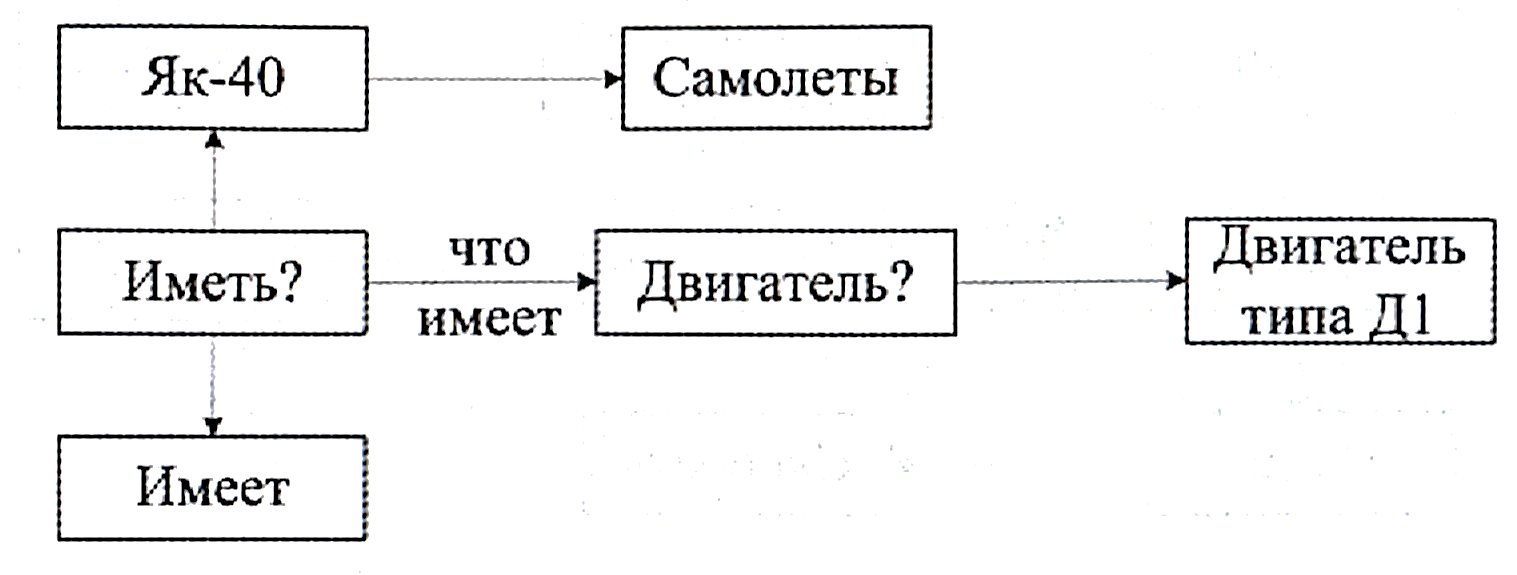 Як-40
Самолеты
Иметь?
что
имеет
Двигатель?
Двигатель
типа Д1
Имеет